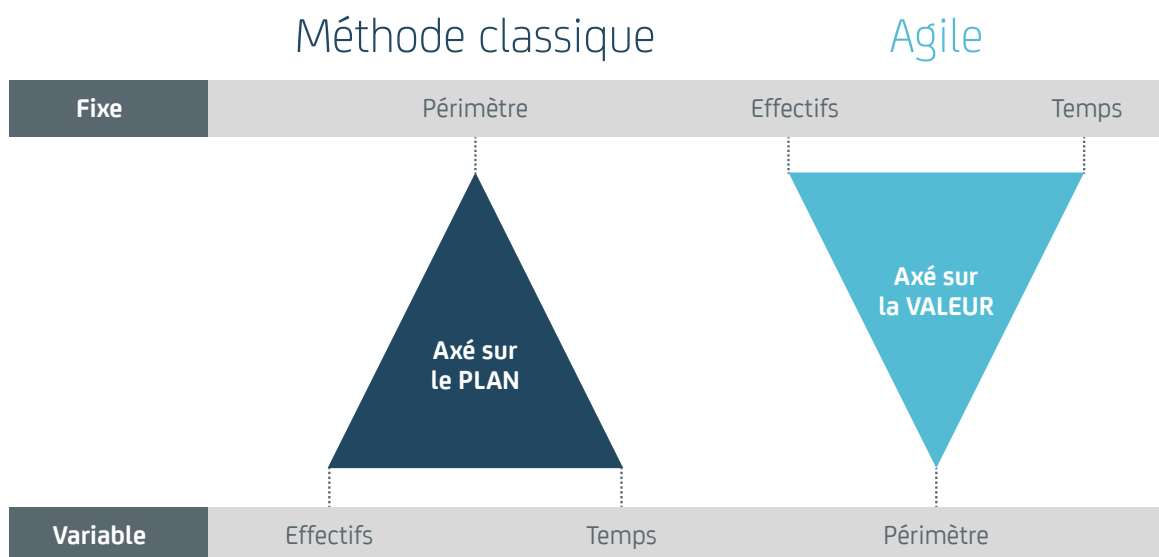 Méthode classique
Agile
Fixe
Périmètre
Effectifs
Temps
Axé sur
le PLAN
Axé sur
la VALEUR
Variable
Effectifs
Temps
Périmètre